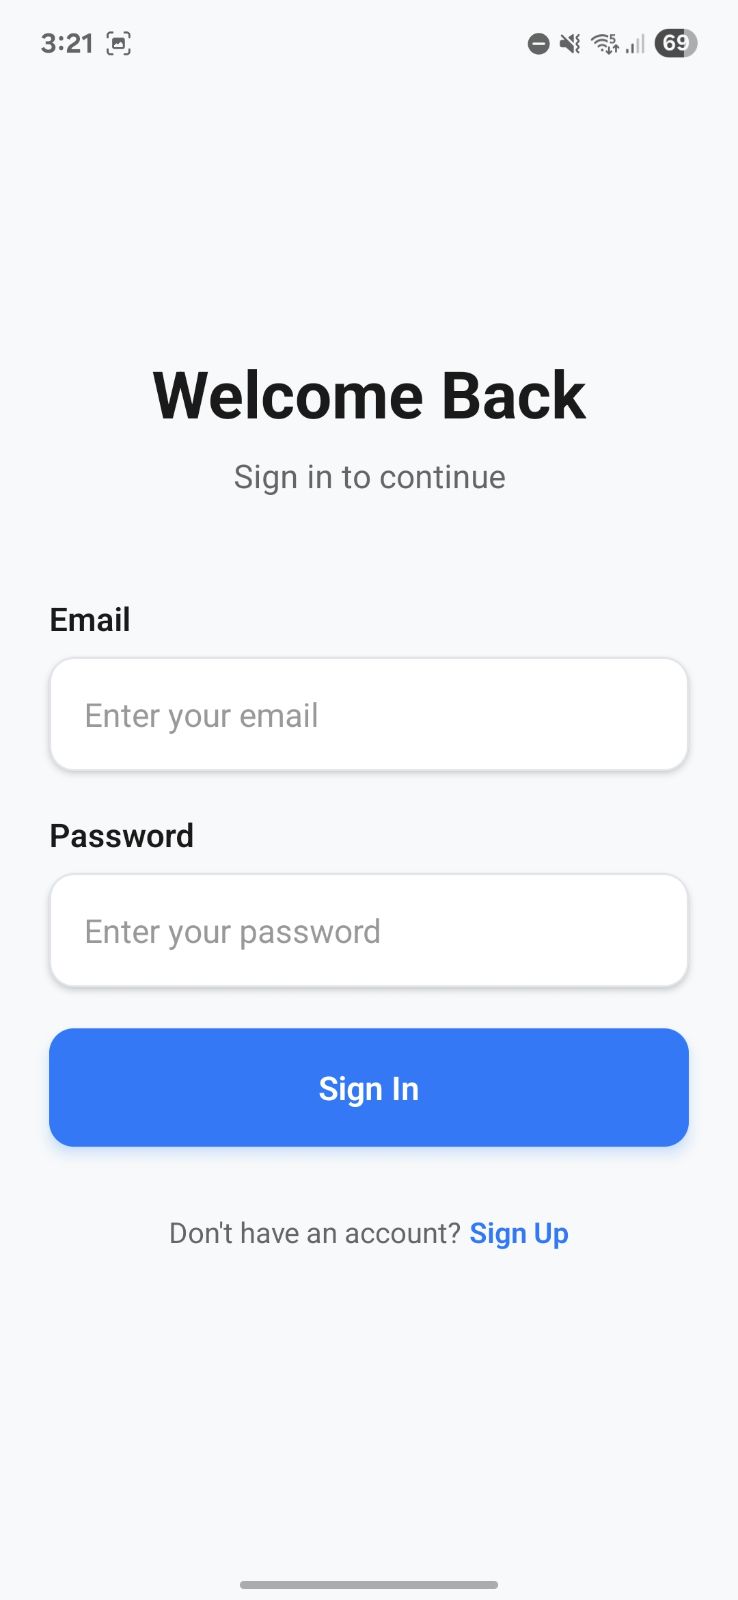 3:21
5
69
Welcome Back
Sign in to continue
Email
Enter your email
Password
Enter your password
Sign In
Don't have an account? Sign Up